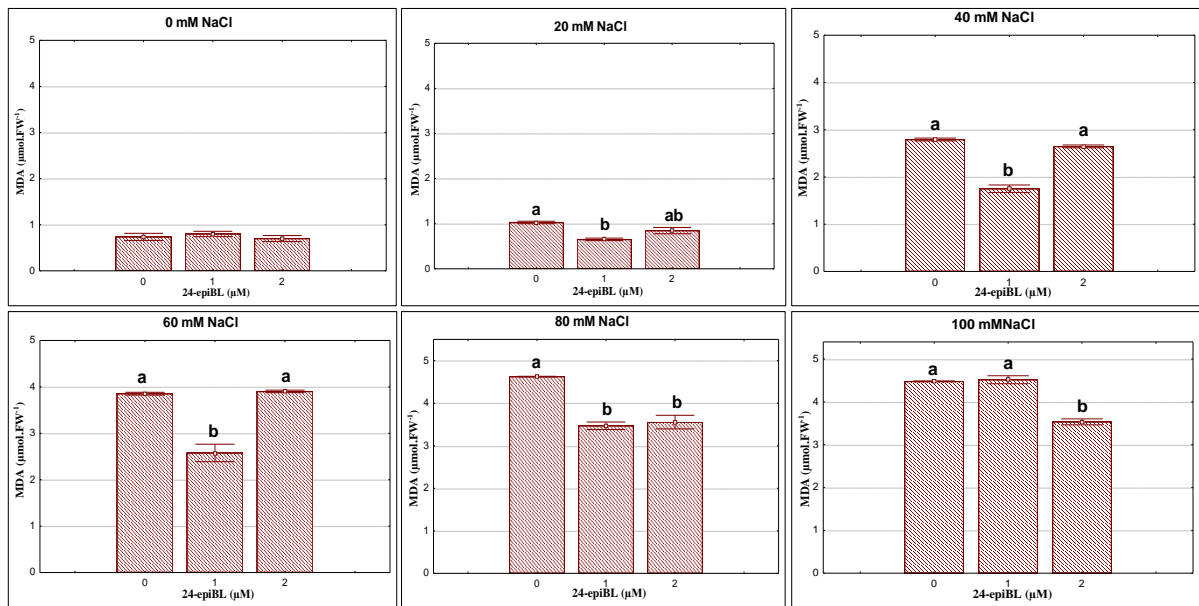 0 mM NaCl
5
4
3
2
1
0
MDA (µmol.FW-1)
0 1 2
24-epiBL (µM)
20 mM NaCl
5
4
3
2
1
0
MDA (µmol.FW-1)
a b ab
0 1 2
24-epiBL (µM)
40 mM NaCl
5
4
3
2
1
0
MDA (µmol.FW-1)
a b a
0 1 2
24-epiBL (µM)
60 mM NaCl
5
4
3
2
1
0
MDA (µmol.FW-1)
a b a
0 1 2
24-epiBL (µM)
80 mM NaCl
5
4
3
2
1
0
MDA (µmol.FW-1)
a b b
0 1 2
24-epiBL (µM)
100 mMNaCl
5
4
3
2
1
0
MDA (µmol.FW-1)
a a b
0 1 2
24-epiBL (µM)